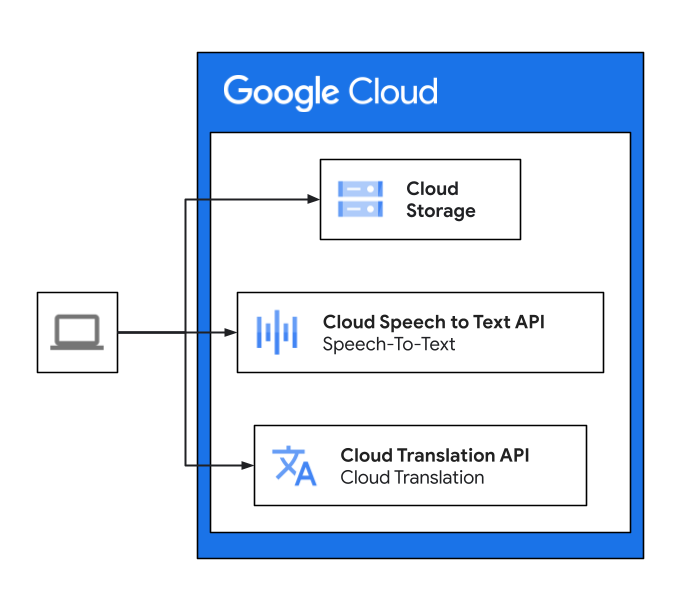 Google Cloud
Cloud
Storage
Cloud Speech to Text API
Speech-To-Text
Cloud Translation API
Cloud Translation